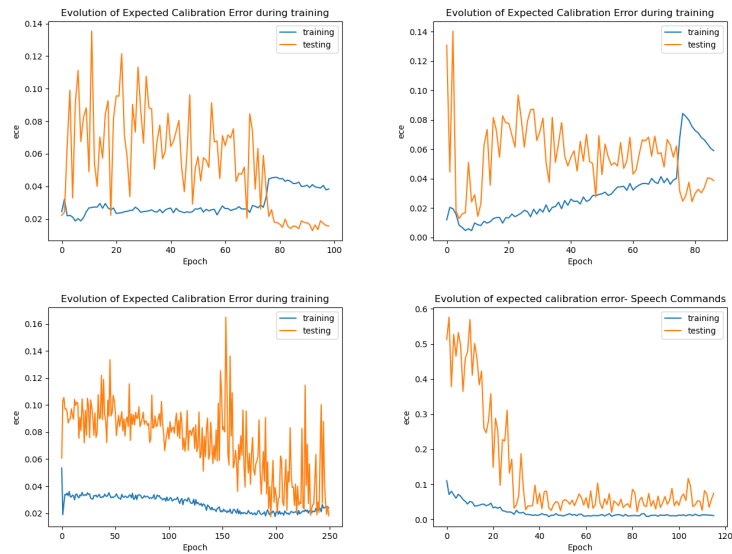 Evolution of Expected Calibration Error during training
training
testing
ece
0.14
0.12
0.10
0.08
0.06
0.04
0.02
0 20 40 60 80 100
Epoch
Evolution of Expected Calibration Error during training
training
testing
ece
0.14
0.12
0.10
0.08
0.06
0.04
0.02
0.00
0 20 40 60 80
Epoch
Evolution of Expected Calibration Error during training
training
testing
ece
0.16
0.14
0.12
0.10
0.08
0.06
0.04
0.02
0 50 100 150 200 250
Epoch
Evolution of expected calibration error- Speech Commands
training
testing
ece
0.6
0.5
0.4
0.3
0.2
0.1
0.0
0 20 40 60 80 100 120
Epoch